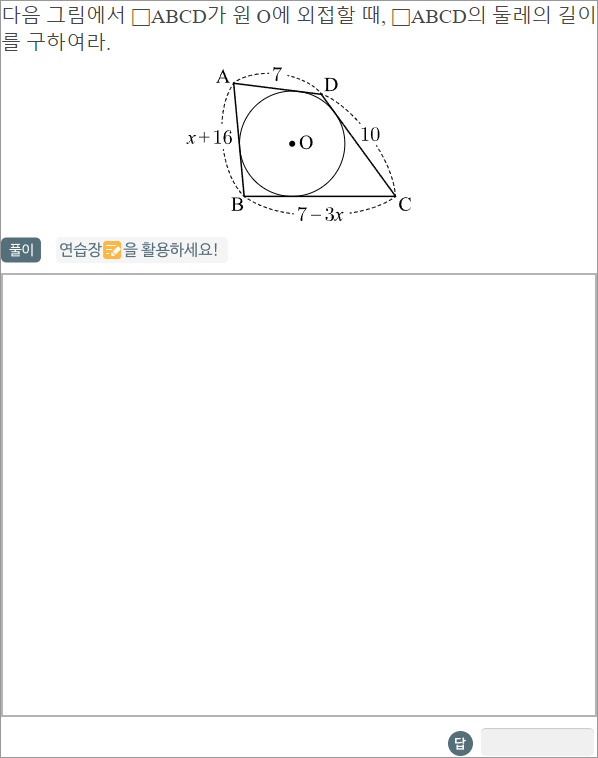 다음 그림에서 □ABCD가 원 O에 외접할 때, □ABCD의 둘레의 길이
를 구하여라.
A
7
D
x+16
O
10
B
7-3x
C
풀이
연습장을 활용하세요!
답